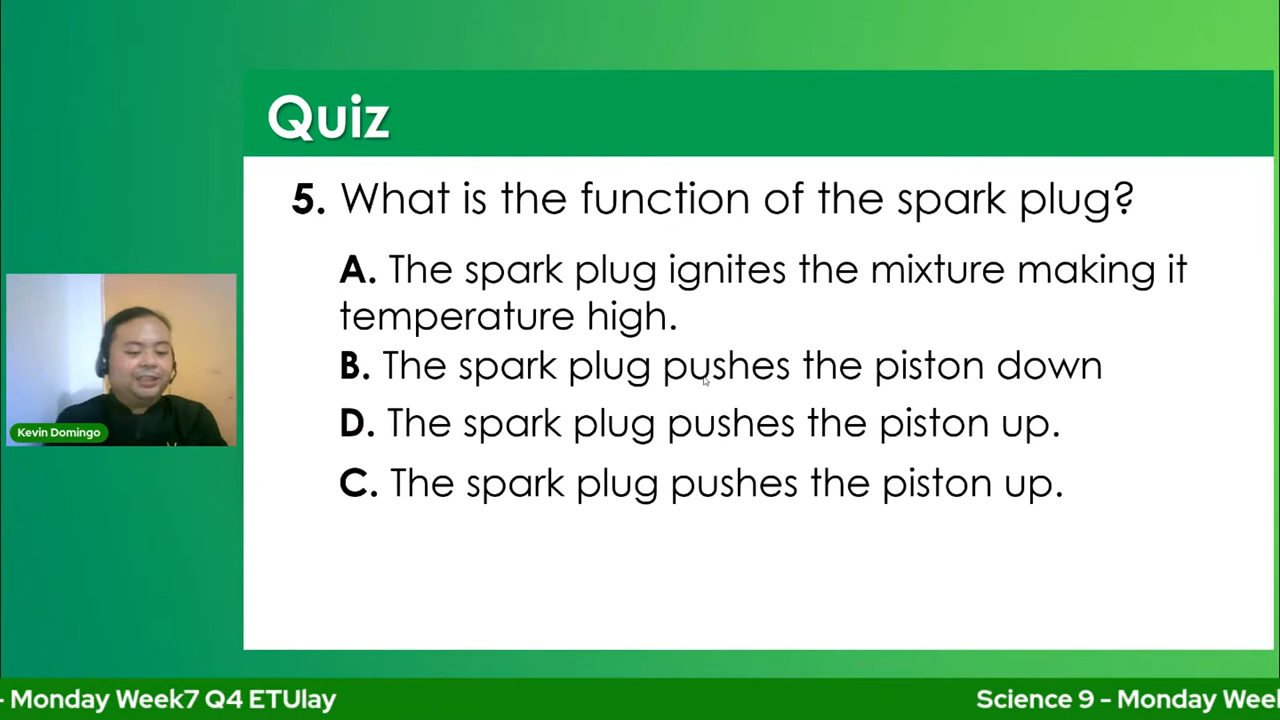 Quiz
5. What is the function of the spark plug?
A. The spark plug ignites the mixture making it
temperature high.
B. The spark plug pushes the piston down
D. The spark plug pushes the piston up.
C. The spark plug pushes the piston up.
Kevin Domingo
- Monday Week7 Q4 ETUlay
Science 9 - Monday Week